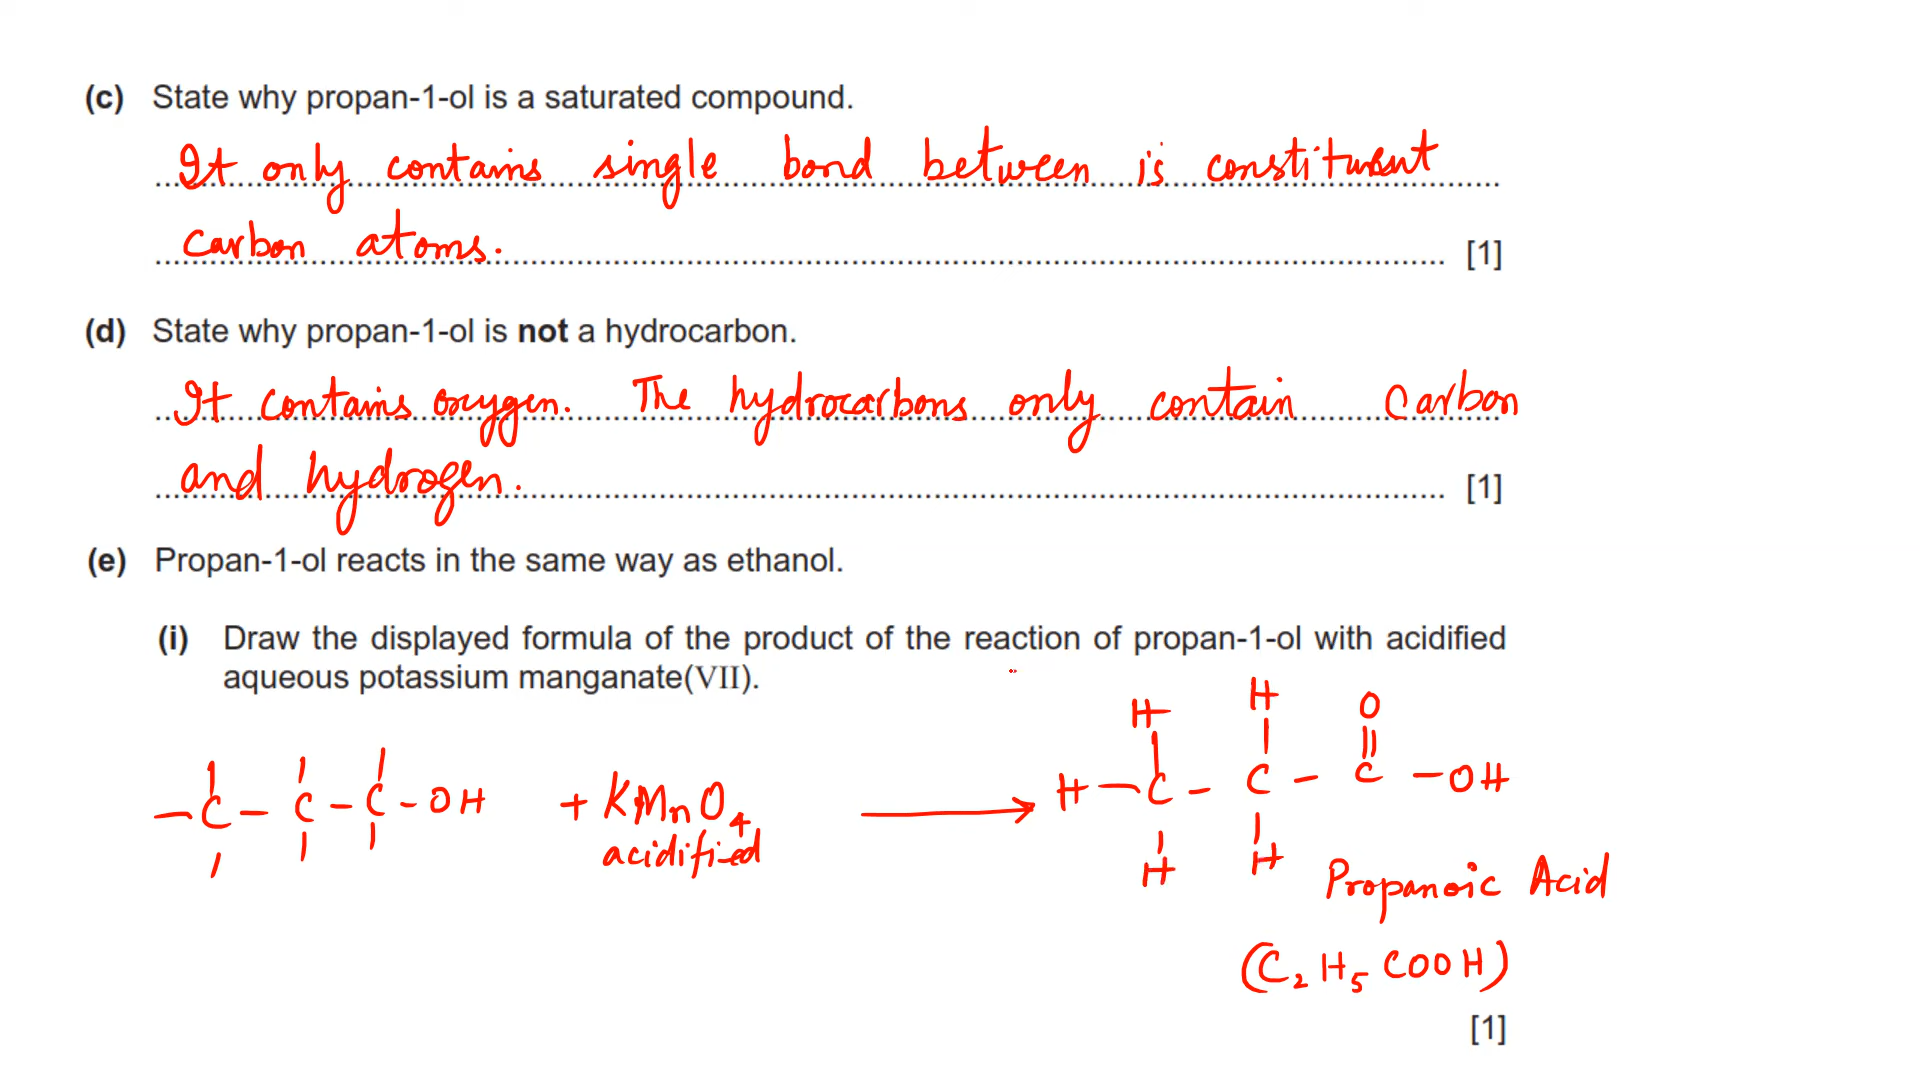 (c) State why propan-1-ol is a saturated compound.
It only contains single bond between is constituent
carbon atoms.
[1]
(d) State why propan-1-ol is not a hydrocarbon.
It contains oxygen. The hydrocarbons only contain carbon
and hydrogen.
[1]
(e) Propan-1-ol reacts in the same way as ethanol.
(i) Draw the displayed formula of the product of the reaction of propan-1-ol with acidified
aqueous potassium manganate(VII).
H H O
-C-C-C-OH + KMnO4 → H-C-C-C-OH
acidified
H H
Propanoic Acid
(C2H5COOH)
[1]